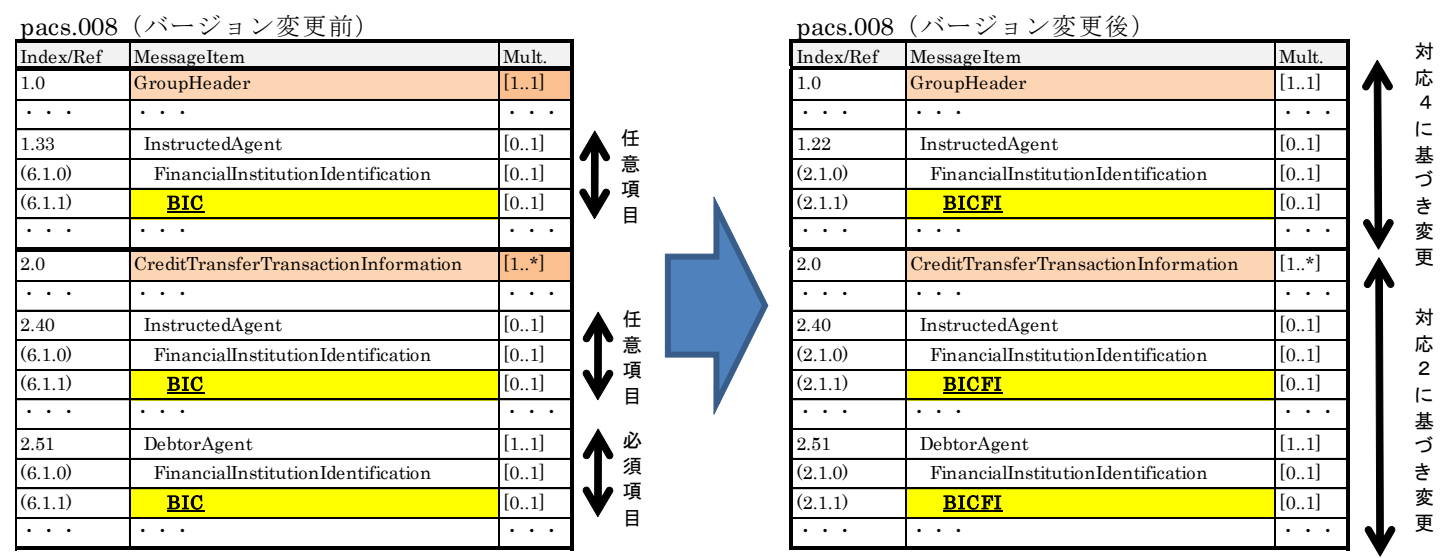 pacs.008（バージョン変更前）
Index/Ref MessageItem Mult.
1.0 GroupHeader [1..1]
・・・ ・・・ ・・・
1.33 InstructedAgent [0..1]
(6.1.0) FinancialInstitutionIdentification [0..1]
(6.1.1) BIC [0..1]
・・・ ・・・ ・・・
2.0 CreditTransferTransactionInformation [1..*]
・・・ ・・・ ・・・
2.40 InstructedAgent [0..1]
(6.1.0) FinancialInstitutionIdentification [0..1]
(6.1.1) BIC [0..1]
・・・ ・・・ ・・・
2.51 DebtorAgent [1..1]
(6.1.0) FinancialInstitutionIdentification [0..1]
(6.1.1) BIC [0..1]
・・・ ・・・ ・・・
任意項目
任意項目
必須項目
pacs.008（バージョン変更後）
Index/Ref MessageItem Mult.
1.0 GroupHeader [1..1]
・・・ ・・・ ・・・
1.22 InstructedAgent [0..1]
(2.1.0) FinancialInstitutionIdentification [0..1]
(2.1.1) BICFI [0..1]
・・・ ・・・ ・・・
2.0 CreditTransferTransactionInformation [1..*]
・・・ ・・・ ・・・
2.40 InstructedAgent [0..1]
(2.1.0) FinancialInstitutionIdentification [0..1]
(2.1.1) BICFI [0..1]
・・・ ・・・ ・・・
2.51 DebtorAgent [1..1]
(2.1.0) FinancialInstitutionIdentification [0..1]
(2.1.1) BICFI [0..1]
・・・ ・・・ ・・・
対応４に基づき変更
対応２に基づき変更